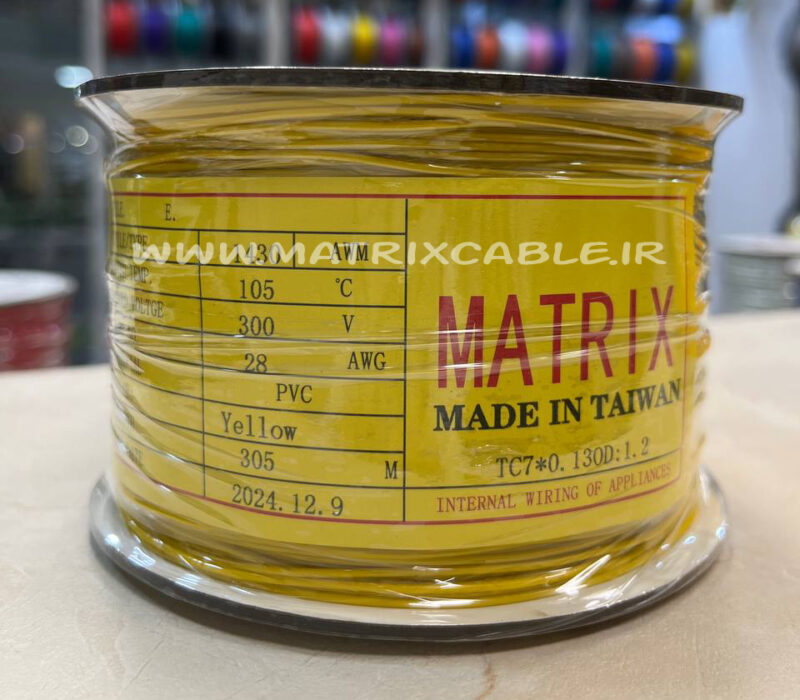 E.
WWW.MATRIXCABLE.IR
1430 AWM
105 ℃
300 V
28 AWG
PVC
Yellow
305 M
2024.12.9
MATRIX
MADE IN TAIWAN
TC7*0.13OD:1.2
INTERNAL WIRING OF APPLIANCES